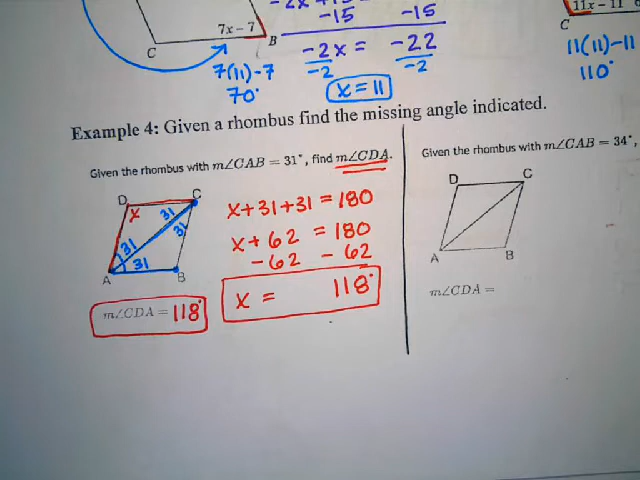 -15 -15
7x - 7
11x - 11
C
B
C
7(11)-7
-2x = -22
11(11)-11
-2 -2
70°
x = 11
110°
Example 4: Given a rhombus find the missing angle indicated.
Given the rhombus with m∠CAB = 31°, find m∠CDA.
Given the rhombus with m∠CAB = 34°,
D C
x 31
31
31
31
A B
x+31+31 = 180
x + 62 = 180
-62 -62
x = 118°
m∠CDA = 118°
D C
A B
m∠CDA =